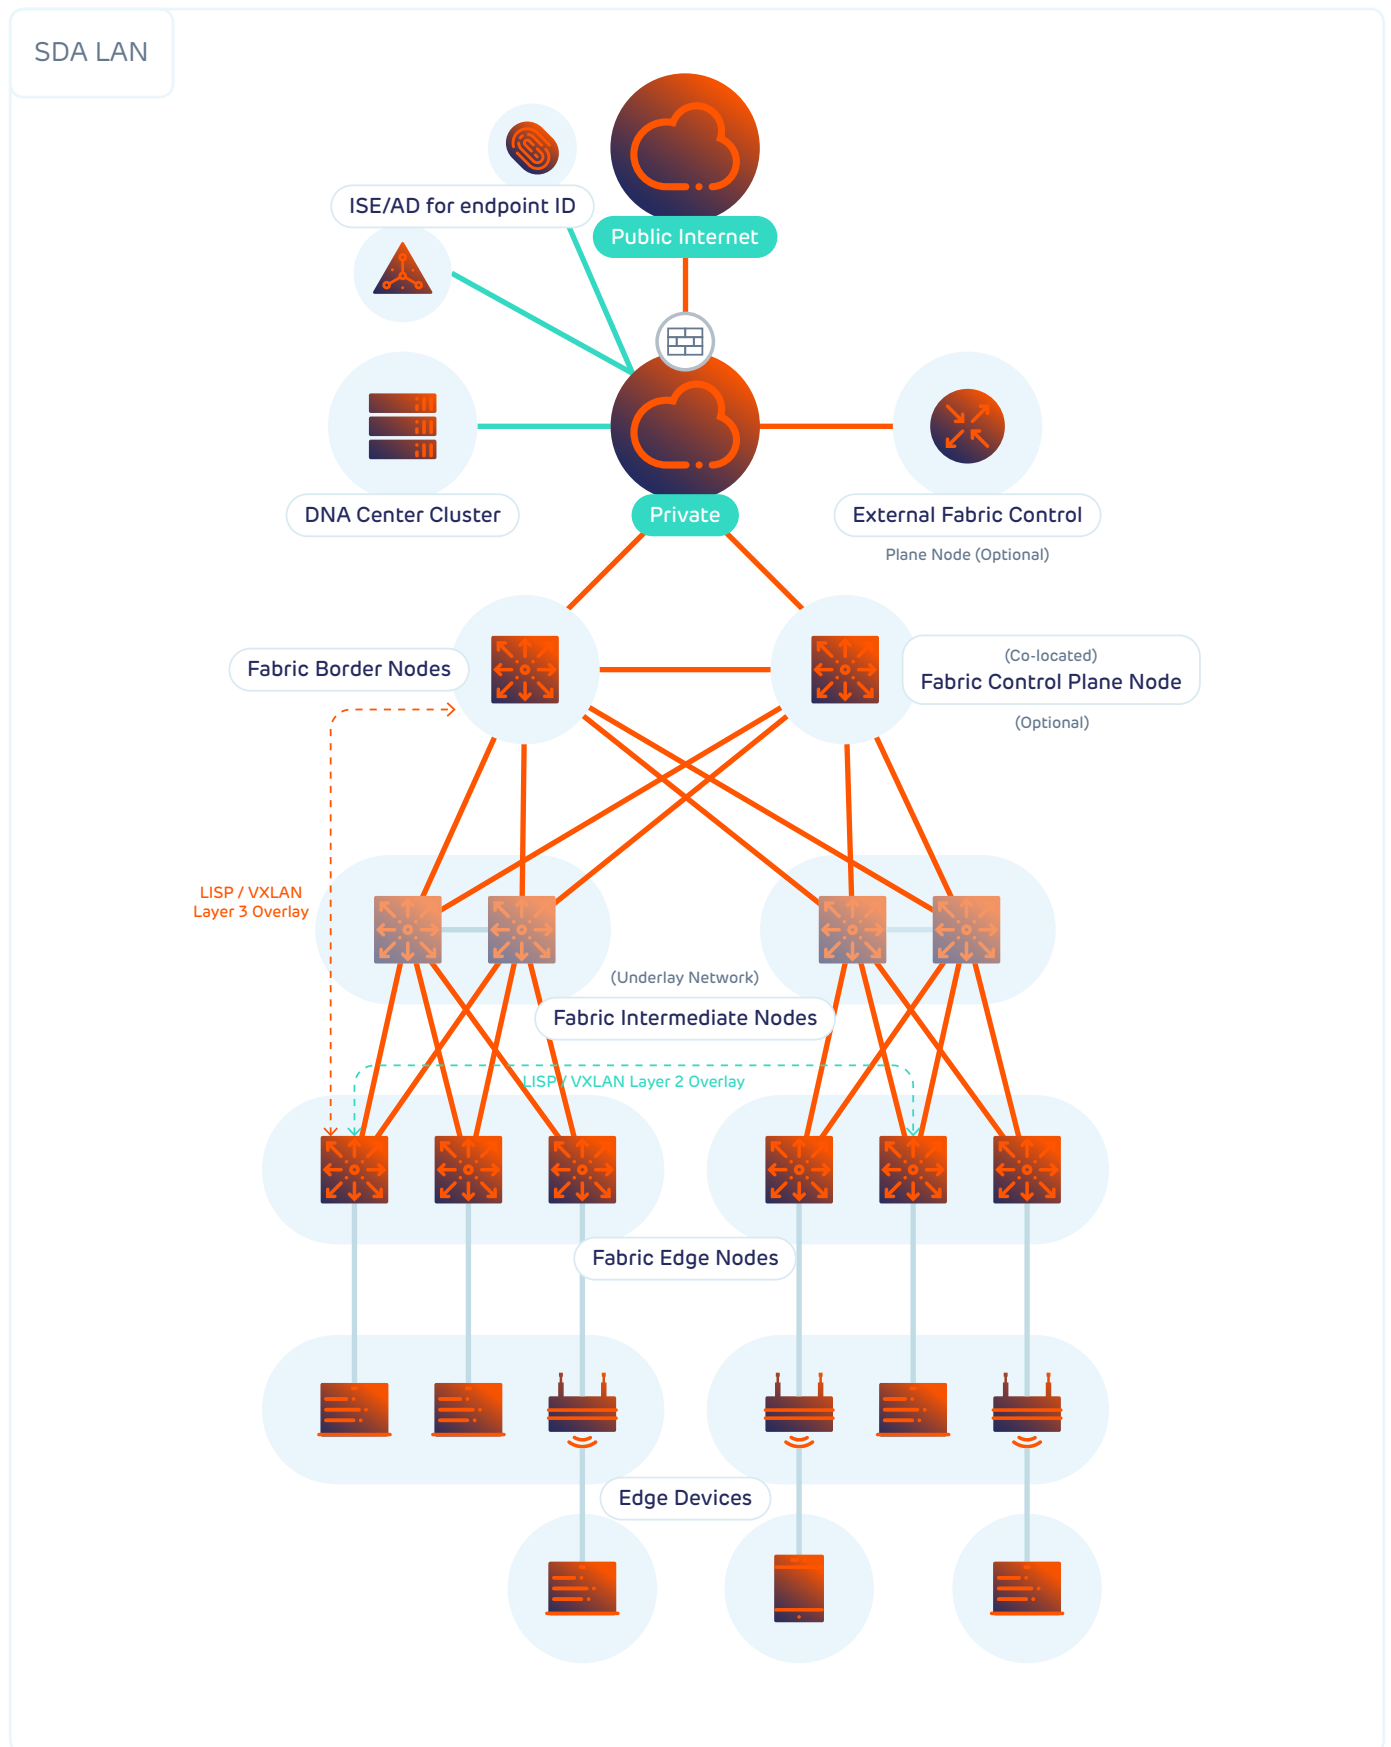 SDA LAN
ISE/AD for endpoint ID
Public Internet
DNA Center Cluster
Private
External Fabric Control
Plane Node (Optional)
Fabric Border Nodes
(Co-located)
Fabric Control Plane Node
(Optional)
LISP / VXLAN
Layer 3 Overlay
(Underlay Network)
Fabric Intermediate Nodes
LISP / VXLAN Layer 2 Overlay
Fabric Edge Nodes
Edge Devices